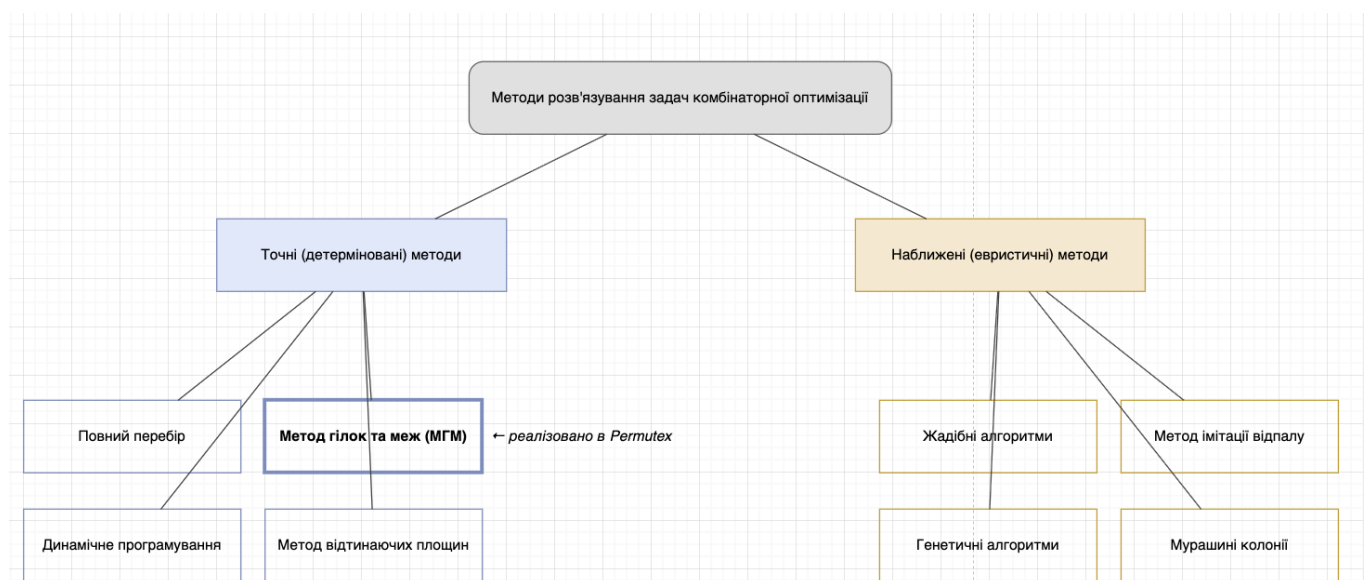 Методи розв'язування задач комбінаторної оптимізації
Точні (детерміновані) методи
Наближені (евристичні) методи
Повний перебір
Метод гілок та меж (МГМ)
← реалізовано в Permutex
Жадібні алгоритми
Метод імітації відпалу
Динамічне програмування
Метод відтинаючих площин
Генетичні алгоритми
Мурашині колонії